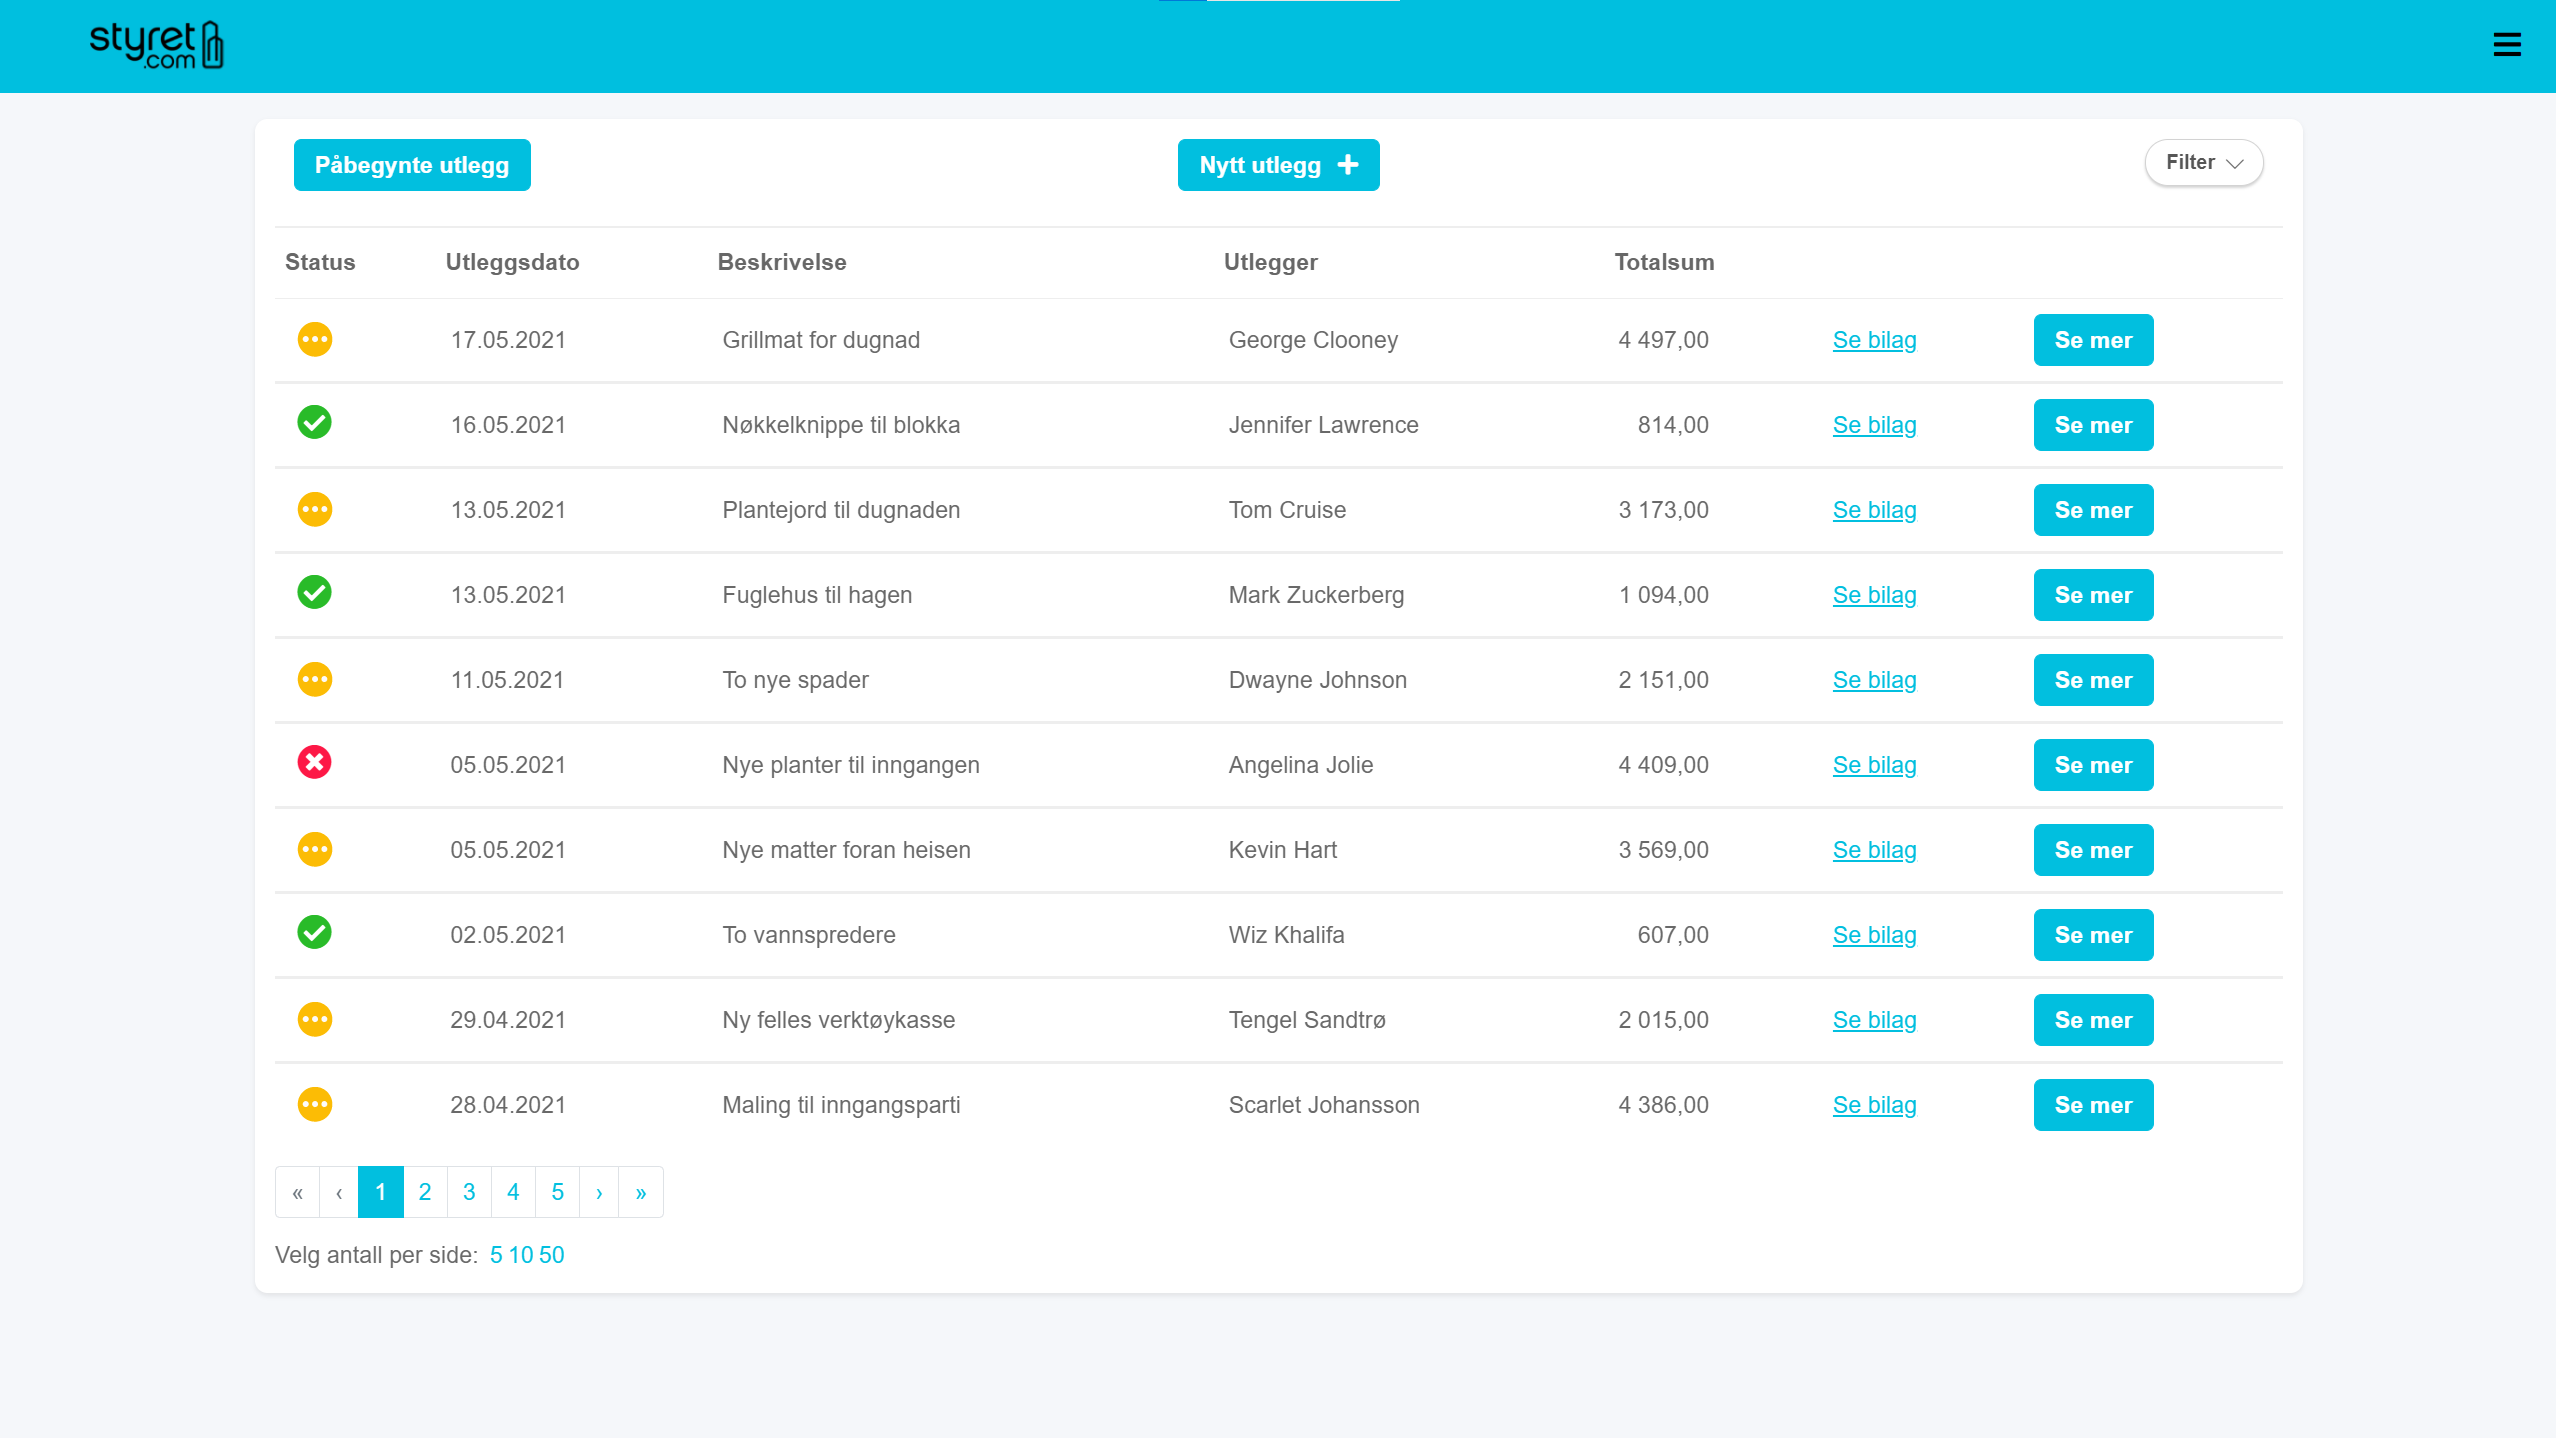 styret
.com
Påbegynte utlegg
Nytt utlegg +
Filter
Status Utleggsdato Beskrivelse Utlegger Totalsum
17.05.2021 Grillmat for dugnad George Clooney 4 497,00 Se bilag Se mer
16.05.2021 Nøkkelknippe til blokka Jennifer Lawrence 814,00 Se bilag Se mer
13.05.2021 Plantejord til dugnaden Tom Cruise 3 173,00 Se bilag Se mer
13.05.2021 Fuglehus til hagen Mark Zuckerberg 1 094,00 Se bilag Se mer
11.05.2021 To nye spader Dwayne Johnson 2 151,00 Se bilag Se mer
05.05.2021 Nye planter til inngangen Angelina Jolie 4 409,00 Se bilag Se mer
05.05.2021 Nye matter foran heisen Kevin Hart 3 569,00 Se bilag Se mer
02.05.2021 To vannspredere Wiz Khalifa 607,00 Se bilag Se mer
29.04.2021 Ny felles verktøykasse Tengel Sandtrø 2 015,00 Se bilag Se mer
28.04.2021 Maling til inngangsparti Scarlet Johansson 4 386,00 Se bilag Se mer
« ‹ 1 2 3 4 5 › »
Velg antall per side: 5 10 50